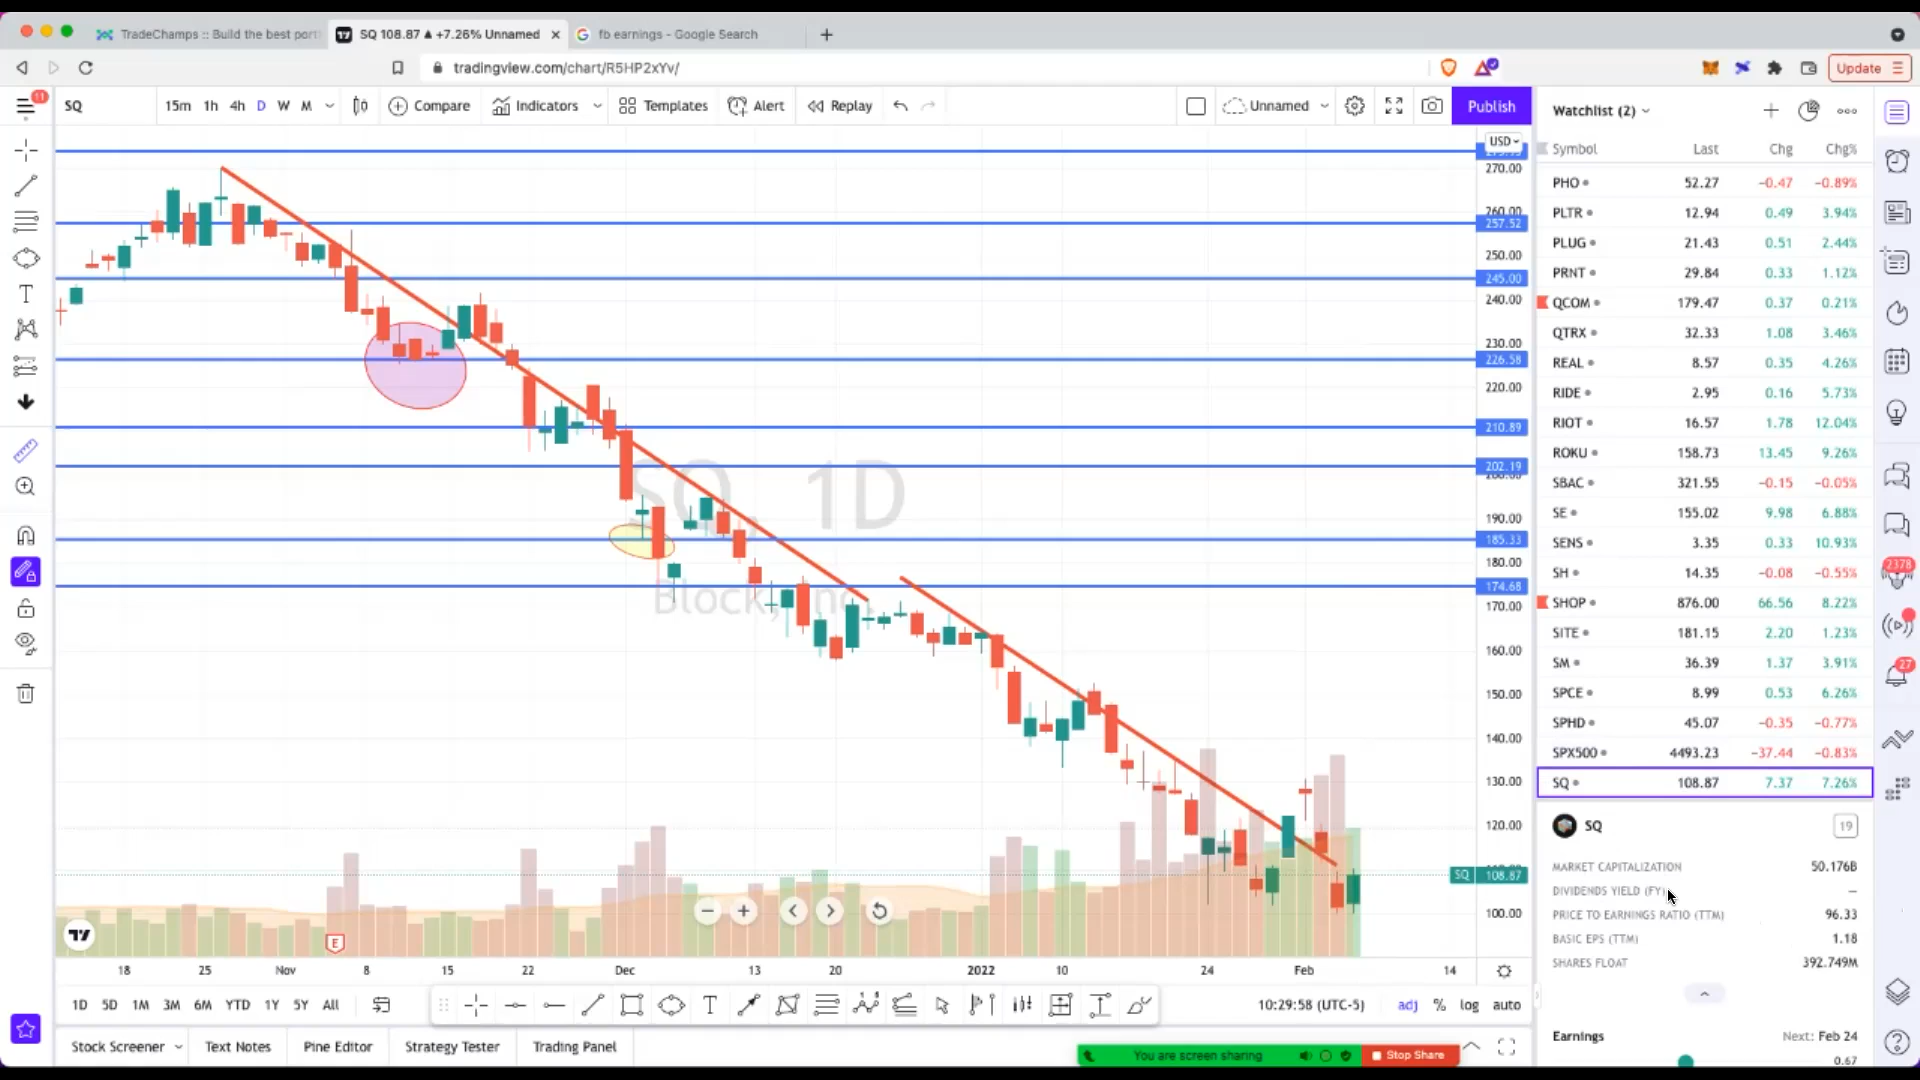 TradeChamps :: Build the best port
SQ 108.87 ▲ +7.26% Unnamed
fb earnings - Google Search
tradingview.com/chart/R5HP2xYv/
Update
11
SQ
15m 1h 4h D W M
Compare
Indicators
Templates
Alert
Replay
Unnamed
Publish
Watchlist (2)
Symbol Last Chg Chg%
PHO 52.27 −0.47 −0.89%
PLTR 12.94 0.49 3.94%
PLUG 21.43 0.51 2.44%
PRNT 29.84 0.33 1.12%
QCOM 179.47 0.37 0.21%
QTRX 32.33 1.08 3.46%
REAL 8.57 0.35 4.26%
RIDE 2.95 0.16 5.73%
RIOT 16.57 1.78 12.04%
ROKU 158.73 13.45 9.26%
SBAC 321.55 −0.15 −0.05%
SE 155.02 9.98 6.88%
SENS 3.35 0.33 10.93%
SH 14.35 −0.08 −0.55%
SHOP 876.00 66.56 8.22%
SITE 181.15 2.20 1.23%
SM 36.39 1.37 3.91%
SPCE 8.99 0.53 6.26%
SPHD 45.07 −0.35 −0.77%
SPX500 4493.23 −37.44 −0.83%
SQ 108.87 7.37 7.26%
SQ
19
MARKET CAPITALIZATION 50.176B
DIVIDENDS YIELD (FY) —
PRICE TO EARNINGS RATIO (TTM) 96.33
BASIC EPS (TTM) 1.18
SHARES FLOAT 392.749M
Earnings Next: Feb 24
0.67
2378
27
USD
270.00
260.00
257.52
250.00
245.00
240.00
230.00
226.58
220.00
210.89
202.19
190.00
185.33
180.00
174.68
170.00
160.00
150.00
140.00
130.00
120.00
SQ 108.87
100.00
SQ, 1D
Block, Inc.
E
18 25 Nov 8 15 22 Dec 13 20 2022 10 24 Feb 14
1D 5D 1M 3M 6M YTD 1Y 5Y All
10:29:58 (UTC-5)
adj % log auto
Stock Screener
Text Notes
Pine Editor
Strategy Tester
Trading Panel
You are screen sharing
Stop Share